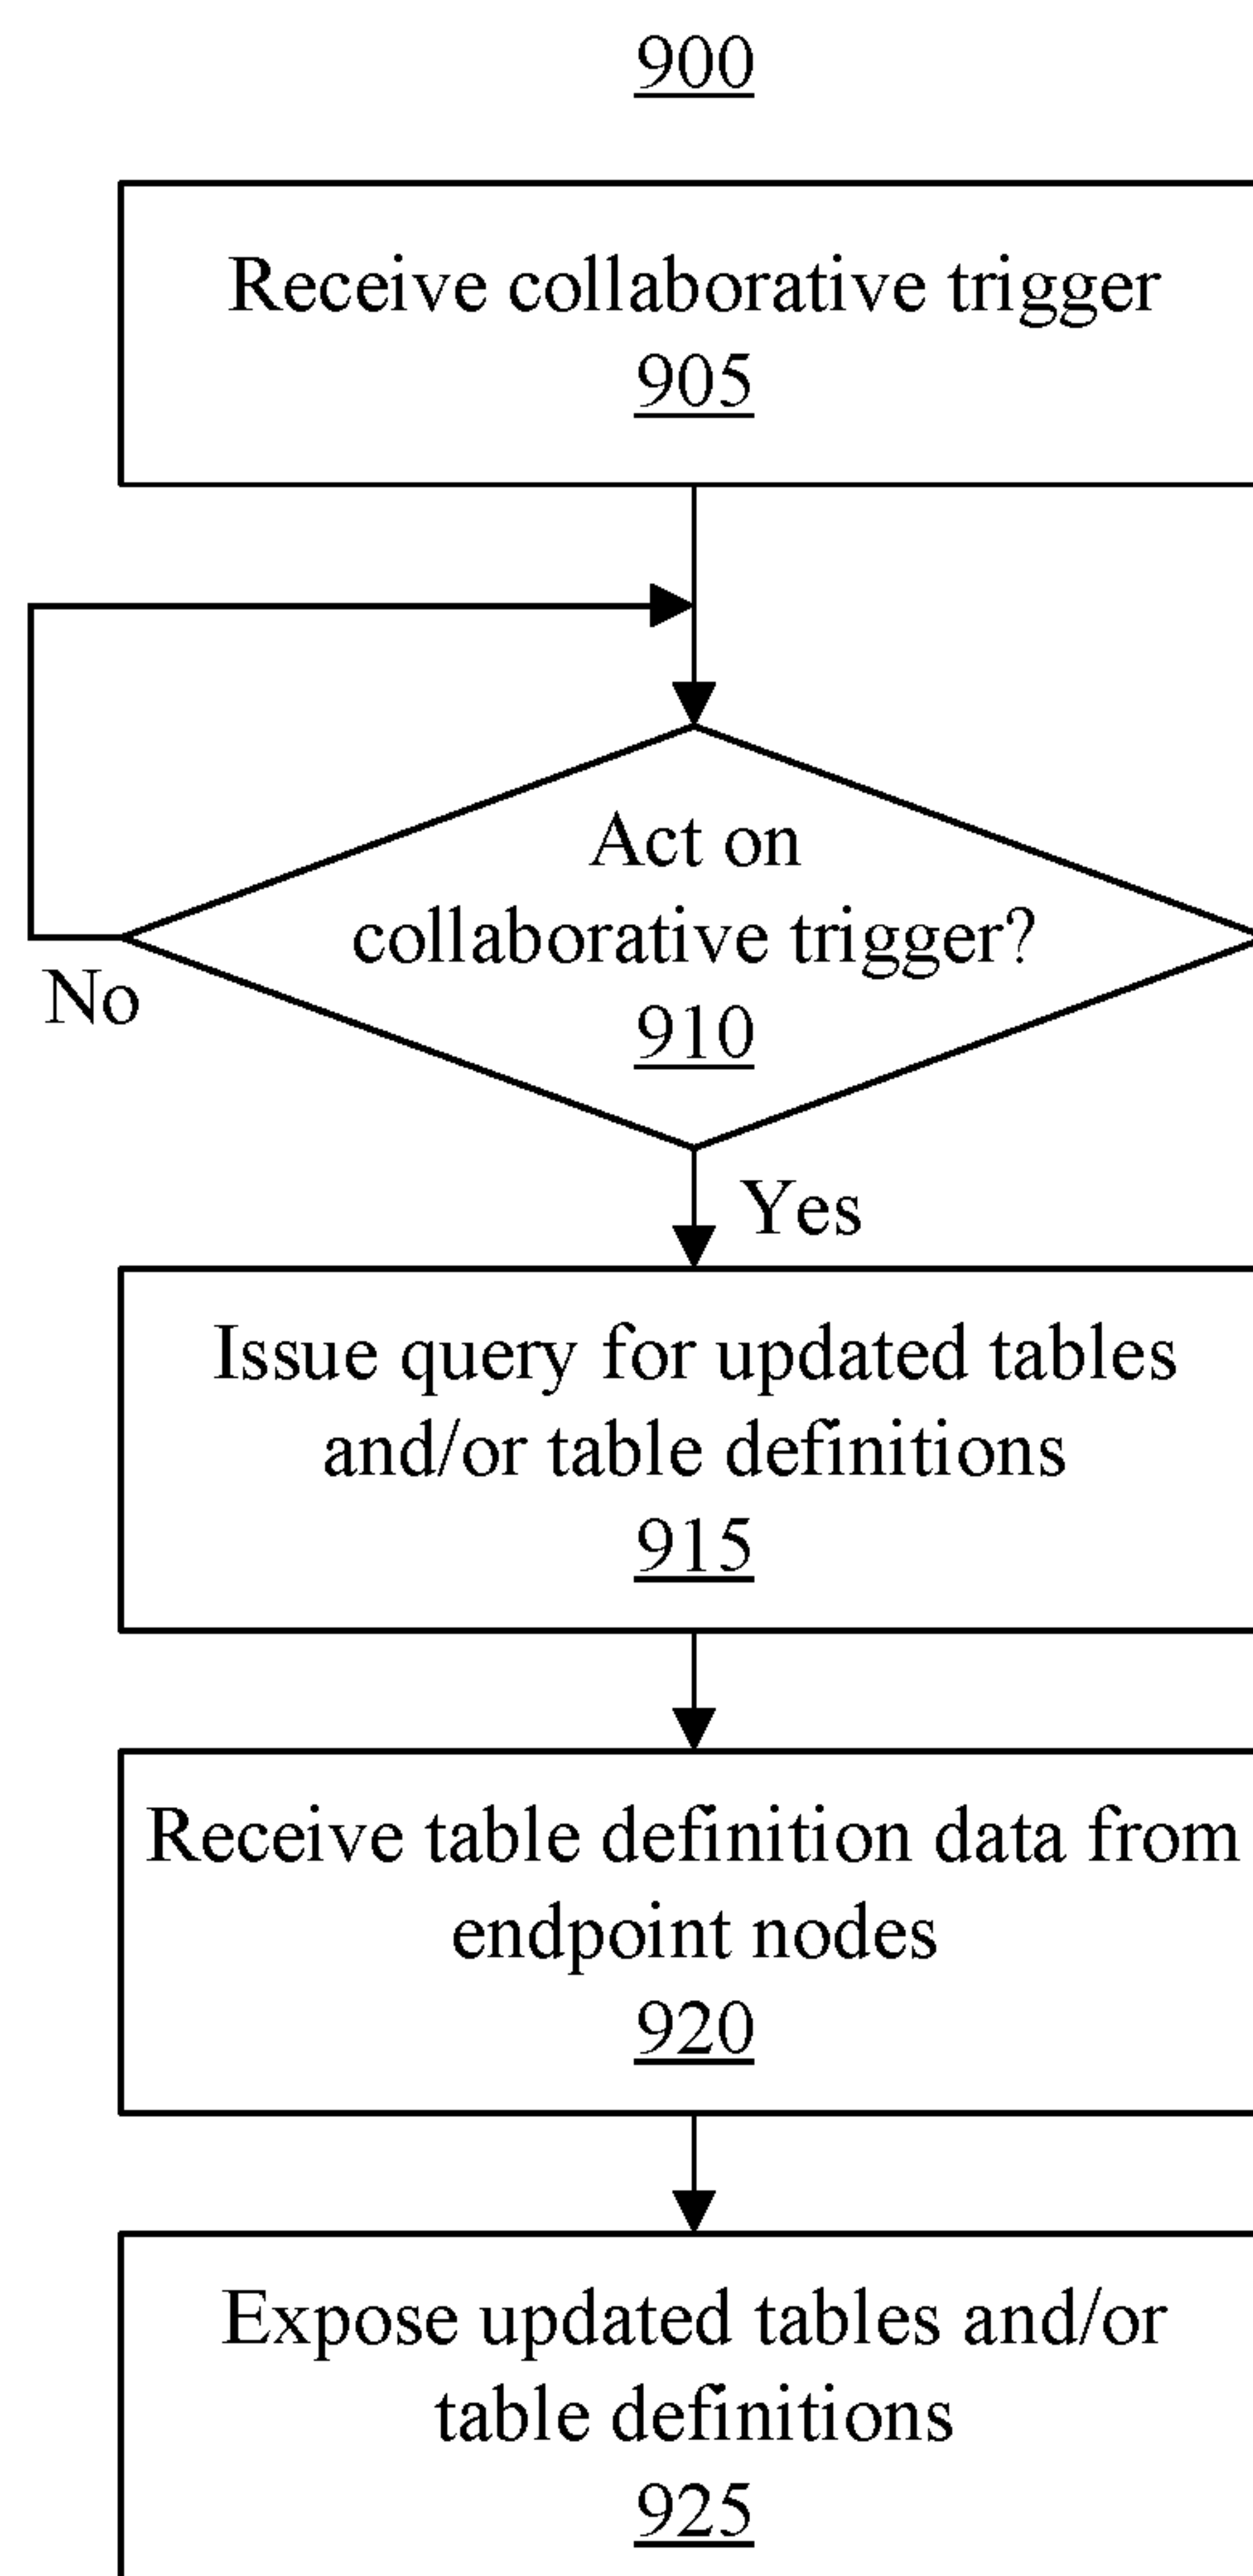 900
Receive collaborative trigger
905
Act on
collaborative trigger?
910
No
Yes
Issue query for updated tables
and/or table definitions
915
Receive table definition data from
endpoint nodes
920
Expose updated tables and/or
table definitions
925